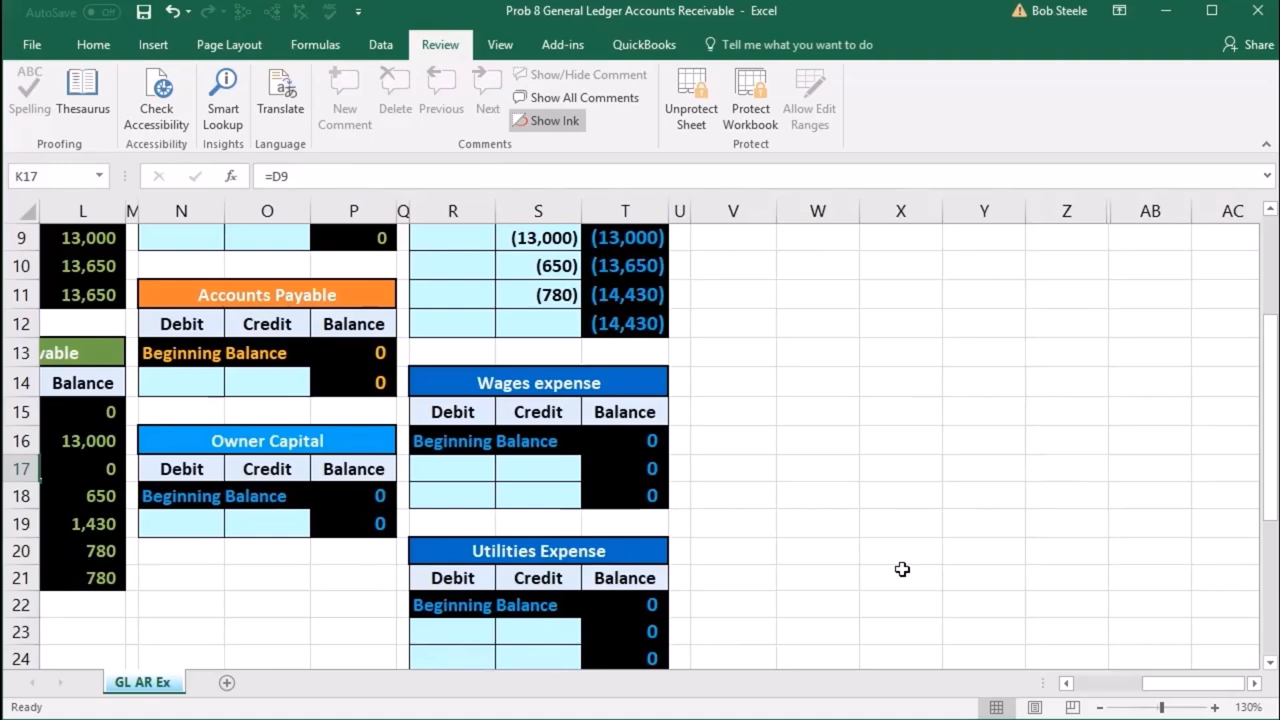 AutoSave Off Prob 8 General Ledger Accounts Receivable - Excel Bob Steele
File Home Insert Page Layout Formulas Data Review View Add-ins QuickBooks Tell me what you want to do Share
ABC
Spelling Thesaurus Check Accessibility Smart Lookup Translate New Comment Delete Previous Next Show/Hide Comment Show All Comments Show Ink Unprotect Sheet Protect Workbook Allow Edit Ranges
Proofing Accessibility Insights Language Comments Protect
K17 fx =D9
L M N O P Q R S T U V W X Y Z AB AC
9 13,000 0 (13,000) (13,000)
10 13,650 (650) (13,650)
11 13,650 Accounts Payable (780) (14,430)
12 Debit Credit Balance (14,430)
13 vable Beginning Balance 0
14 Balance 0 Wages expense
15 0 Debit Credit Balance
16 13,000 Owner Capital Beginning Balance 0
17 0 Debit Credit Balance 0
18 650 Beginning Balance 0 0
19 1,430 0
20 780 Utilities Expense
21 780 Debit Credit Balance
22 Beginning Balance 0
23 0
24 0
GL AR Ex
Ready 130%